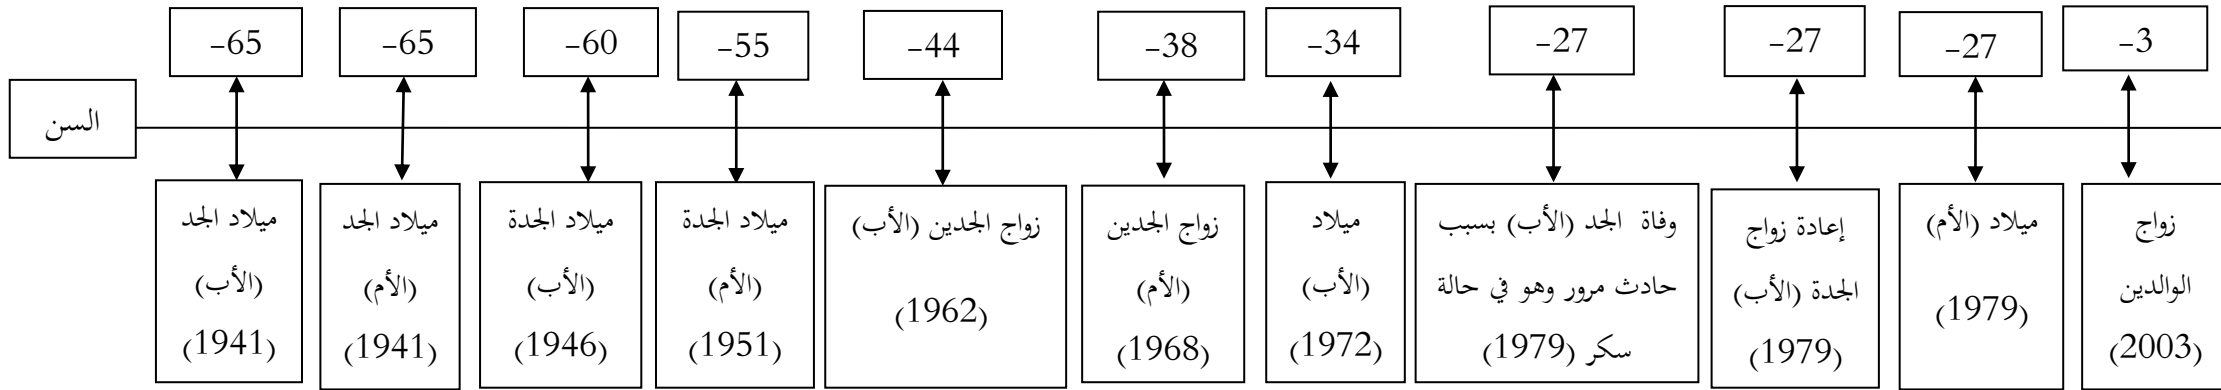 -65
-65
-60
-55
-44
-38
-34
-27
-27
-27
-3
السن
ميلاد الجد
(الأب)
(1941)
ميلاد الجد
(الأم)
(1941)
ميلاد الجدة
(الأب)
(1946)
ميلاد الجدة
(الأم)
(1951)
زواج الجدين (الأب)
(1962)
زواج الجدين
(الأم)
(1968)
ميلاد
(الأب)
(1972)
وفاة الجد (الأب) بسبب
حادث مرور وهو في حالة
سكر (1979)
إعادة زواج
الجدة (الأب)
(1979)
ميلاد (الأم)
(1979)
زواج
الوالدين
(2003)